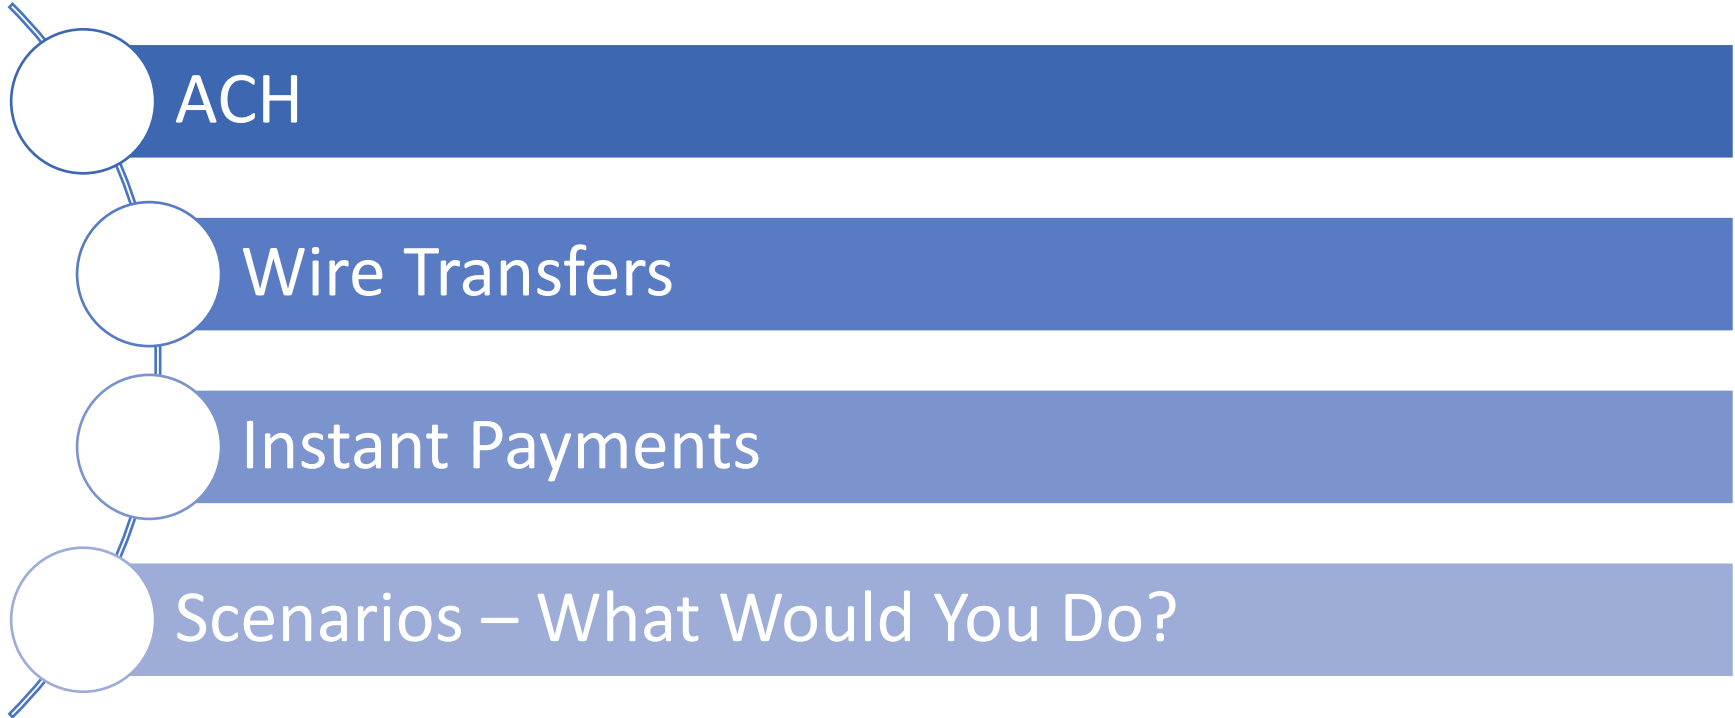 ACH
Wire Transfers
Instant Payments
Scenarios – What Would You Do?